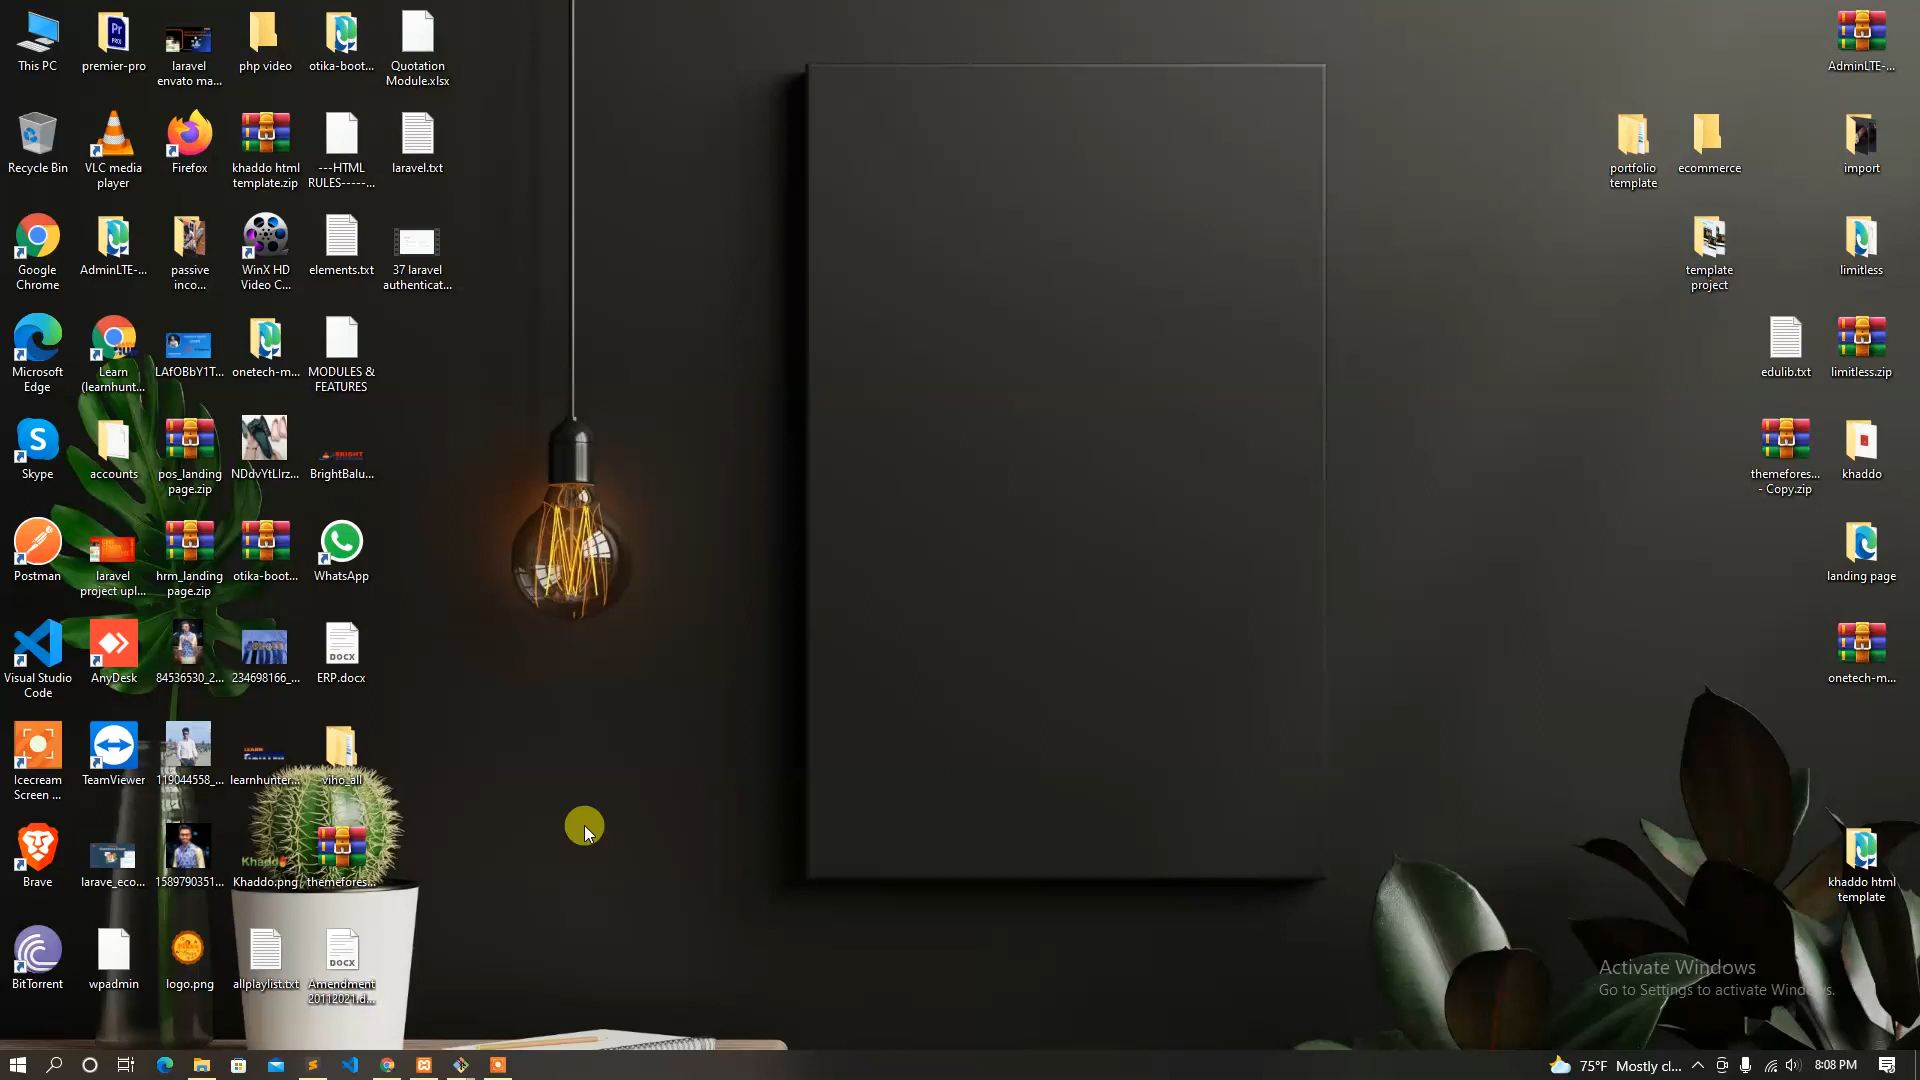 This PC
premier-pro
laravel
envato ma...
php video
otika-boot...
Quotation
Module.xlsx
AdminLTE-...
Recycle Bin
VLC media
player
Firefox
khaddo html
template.zip
---HTML
RULES-----...
laravel.txt
portfolio
template
ecommerce
import
Google
Chrome
AdminLTE-...
passive
inco...
WinX HD
Video C...
elements.txt
37 laravel
authenticat...
template
project
limitless
Microsoft
Edge
Learn
(learnhunt...
LAfOBbY1T...
onetech-m...
MODULES &
FEATURES
edulib.txt
limitless.zip
Skype
accounts
pos_landing
page.zip
NDdvYtLlrz...
BrightBalu...
themefores...
- Copy.zip
khaddo
Postman
laravel
project upl...
hrm_landing
page.zip
otika-boot...
WhatsApp
landing page
Visual Studio
Code
AnyDesk
84536530_2...
234698166_...
DOCX
ERP.docx
onetech-m...
Icecream
Screen ...
TeamViewer
119044558_...
LEARN
learnhunter...
viho_all
Brave
larave_eco...
1589790351...
Khaddo
Khaddo.png
themefores...
khaddo html
template
BitTorrent
wpadmin
logo.png
allplaylist.txt
DOCX
Amendment
20112021.d...
Activate Windows
Go to Settings to activate Windows.
75°F Mostly cl...
8:08 PM